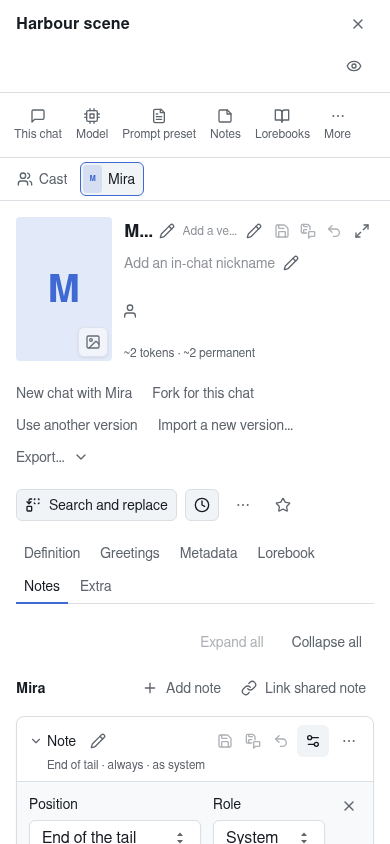 Harbour scene
This chat
Model
Prompt preset
Notes
Lorebooks
More
Cast
M Mira
M... Add a ve...
Add an in-chat nickname
M
~2 tokens · ~2 permanent
New chat with Mira Fork for this chat
Use another version Import a new version...
Export...
Search and replace
Definition Greetings Metadata Lorebook
Notes Extra
Expand all Collapse all
Mira Add note Link shared note
Note
End of tail · always · as system
Position Role
End of the tail System